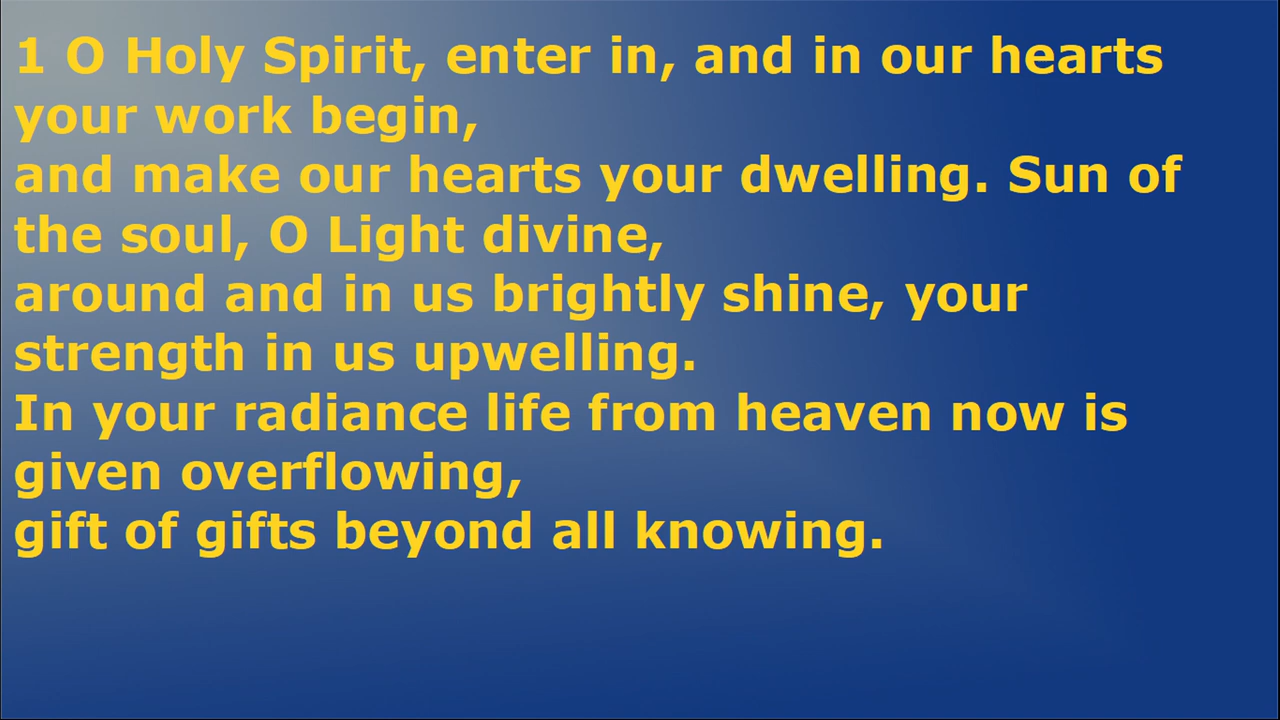 1 O Holy Spirit, enter in, and in our hearts
your work begin,
and make our hearts your dwelling. Sun of
the soul, O Light divine,
around and in us brightly shine, your
strength in us upwelling.
In your radiance life from heaven now is
given overflowing,
gift of gifts beyond all knowing.